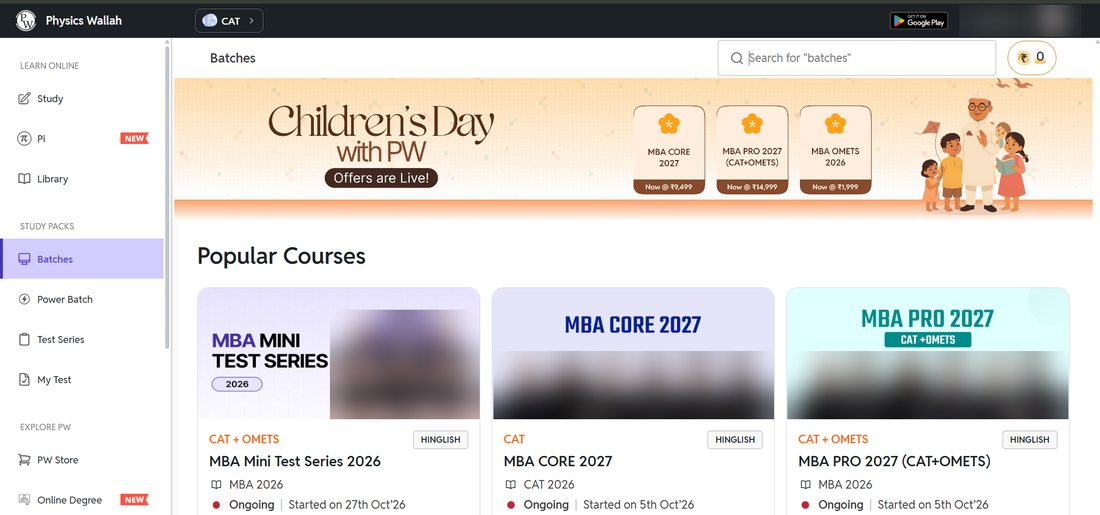 PW
Physics Wallah
CAT
GET IT ON
Google Play
LEARN ONLINE
Study
Pi
NEW
Library
STUDY PACKS
Batches
Power Batch
Test Series
My Test
EXPLORE PW
PW Store
Online Degree
NEW
Batches
Search for "batches"
₹ 0
Children's Day
with PW
Offers are Live!
MBA CORE
2027
Now @ ₹9,499
MBA PRO 2027
(CAT+OMETS)
Now @ ₹14,999
MBA OMETS
2026
Now @ ₹1,999
Popular Courses
MBA MINI
TEST SERIES
2026
CAT + OMETS
HINGLISH
MBA Mini Test Series 2026
MBA 2026
Ongoing | Started on 27th Oct'26
MBA CORE 2027
CAT
HINGLISH
MBA CORE 2027
CAT 2026
Ongoing | Started on 5th Oct'26
MBA PRO 2027
CAT +OMETS
CAT + OMETS
HINGLISH
MBA PRO 2027 (CAT+OMETS)
MBA 2026
Ongoing | Started on 5th Oct'26